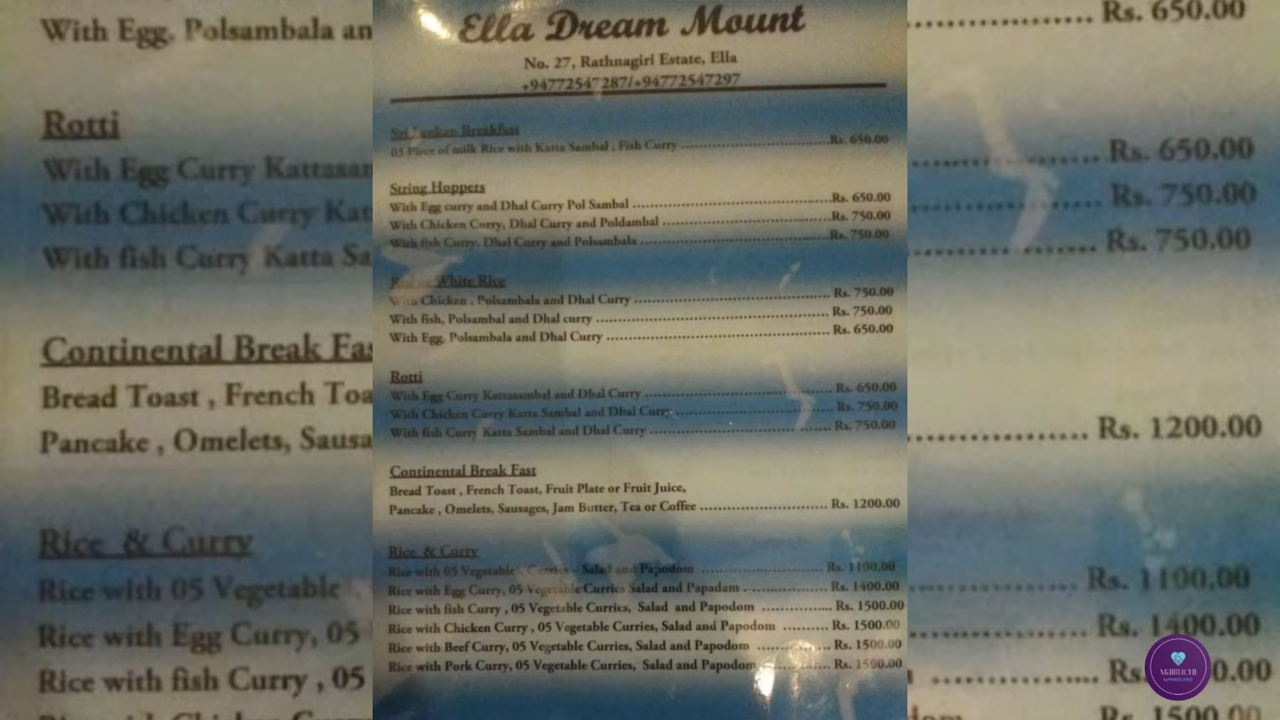 Ella Dream Mount
No. 27, Rathnagiri Estate, Ella
+94772547287/+94772547297
Sri Lanken Breakfast
03 Piece of milk Rice with Katta Sambal , Fish Curry ........ Rs. 650.00
String Hoppers
With Egg curry and Dhal Curry Pol Sambal ........ Rs. 650.00
With Chicken Curry, Dhal Curry and Poldambal ........ Rs. 750.00
With fish Curry, Dhal Curry and Polsambala ........ Rs. 750.00
White Rice
With Chicken , Polsambala and Dhal Curry ........ Rs. 750.00
With fish, Polsambal and Dhal curry ........ Rs. 750.00
With Egg, Polsambala and Dhal Curry ........ Rs. 650.00
Rotti
With Egg Curry Kattasambal and Dhal Curry ........ Rs. 650.00
With Chicken Curry Katta Sambal and Dhal Curry ........ Rs. 750.00
With fish Curry Katta Sambal and Dhal Curry ........ Rs. 750.00
Continental Break Fast
Bread Toast , French Toast, Fruit Plate or Fruit Juice,
Pancake , Omelets, Sausages, Jam Butter, Tea or Coffee ........ Rs. 1200.00
Rice & Curry
Rice with 05 Vegetable Curries - Salad and Papodom ........ Rs. 1100.00
Rice with Egg Curry, 05 Vegetable Curries Salad and Papadam ........ Rs. 1400.00
Rice with fish Curry , 05 Vegetable Curries, Salad and Papodom ........ Rs. 1500.00
Rice with Chicken Curry , 05 Vegetable Curries, Salad and Papodom ........ Rs. 1500.00
Rice with Beef Curry, 05 Vegetable Curries, Salad and Papodom ........ Rs. 1500.00
Rice with Pork Curry, 05 Vegetable Curries, Salad and Papodom ........ Rs. 1500.00
MAIRUCHI